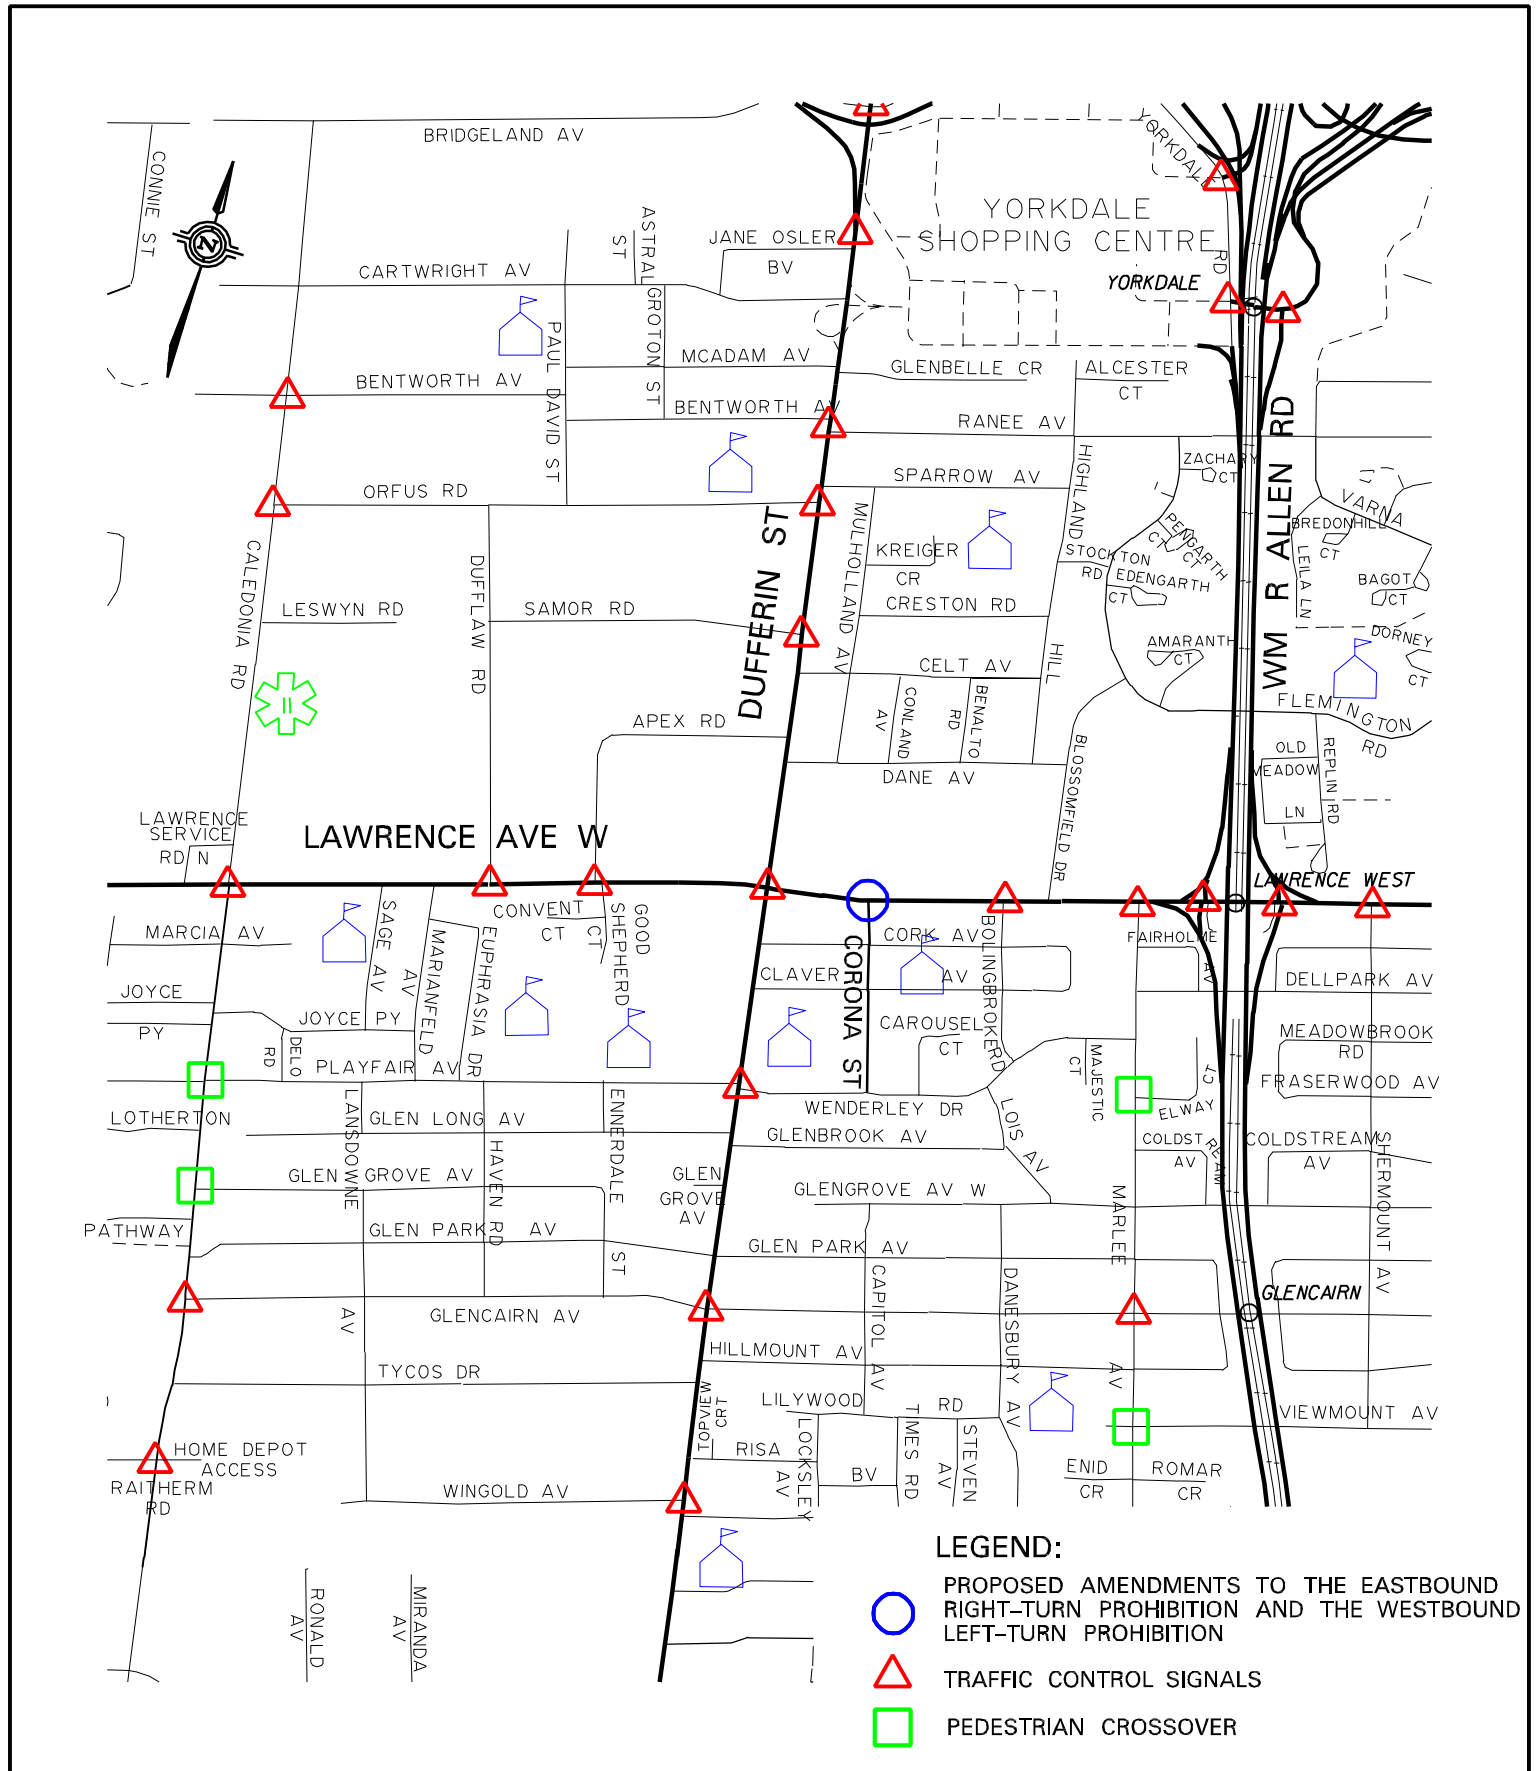 BRIDGELAND AV
CONNIE ST
YORKDALE
RD
YORKDALE
SHOPPING CENTRE
ASTRAL
ST
JANE OSLER
BV
CARTWRIGHT AV
YORKDALE
N
GROTON ST
PAUL DAVID ST
MCADAM AV
GLENBELLE CR
ALCESTER
CT
BENTWORTH AV
BENTWORTH AV
RANEE AV
WM R ALLEN RD
HIGHLAND
HILL
ZACHARY
CT
SPARROW AV
ORFUS RD
VARNA
BREDONHILL
CT
PENGARTH
CT
CT
MULHOLLAND AV
KREIGER
CR
STOCKTON
RD
EDENGARTH
CT
LEILA LN
BAGOT
CT
CALEDONIA RD
DUFFLAW RD
DUFFERIN ST
LESWYN RD
SAMOR RD
CRESTON RD
DORNEY
CT
AMARANTH
CT
CELT AV
CONLAND
AV
BENALTO
RD
FLEMINGTON
RD
APEX RD
DANE AV
BLOSSOMFIELD DR
OLD
MEADOW
LN
REPLIN RD
LAWRENCE
SERVICE
RD N
LAWRENCE AVE W
LAWRENCE WEST
MARCIA AV
SAGE AV
MARIANFELD
AV
EUPHRASIA DR
CONVENT
CT
GOOD
SHEPHERD
CT
CORK AV
CORONA ST
BOLINGBROKE
RD
FAIRHOLME
AV
CLAVER AV
DELLPARK AV
JOYCE
PY
JOYCE PY
DELO
RD
CAROUSEL
CT
MAJESTIC
CT
MEADOWBROOK
RD
PLAYFAIR AV
FRASERWOOD AV
ELWAY CT
LOTHERTON
LANSDOWNE
AV
GLEN LONG AV
HAVEN RD
ENNERDALE
ST
WENDERLEY DR
LOIS AV
GLENBROOK AV
COLDSTREAM
AV
COLDSTREAM
AV
SHERMOUNT AV
GLEN GROVE AV
GLEN
GROVE
AV
GLENGROVE AV W
MARLEE
AV
PATHWAY
GLEN PARK AV
GLEN PARK AV
GLENCAIRN AV
CAPITOL AV
DANESBURY AV
GLENCAIRN
HILLMOUNT AV
TYCOS DR
TOPVIEW
CRT
LILYWOOD RD
VIEWMOUNT AV
LOCKSLEY
AV
TIMES RD
STEVEN
AV
HOME DEPOT
ACCESS
RAITHERM
RD
RISA
BV
ENID
CR
ROMAR
CR
WINGOLD AV
RONALD
AV
MIRANDA
AV
LEGEND:
PROPOSED AMENDMENTS TO THE EASTBOUND
RIGHT-TURN PROHIBITION AND THE WESTBOUND
LEFT-TURN PROHIBITION
TRAFFIC CONTROL SIGNALS
PEDESTRIAN CROSSOVER